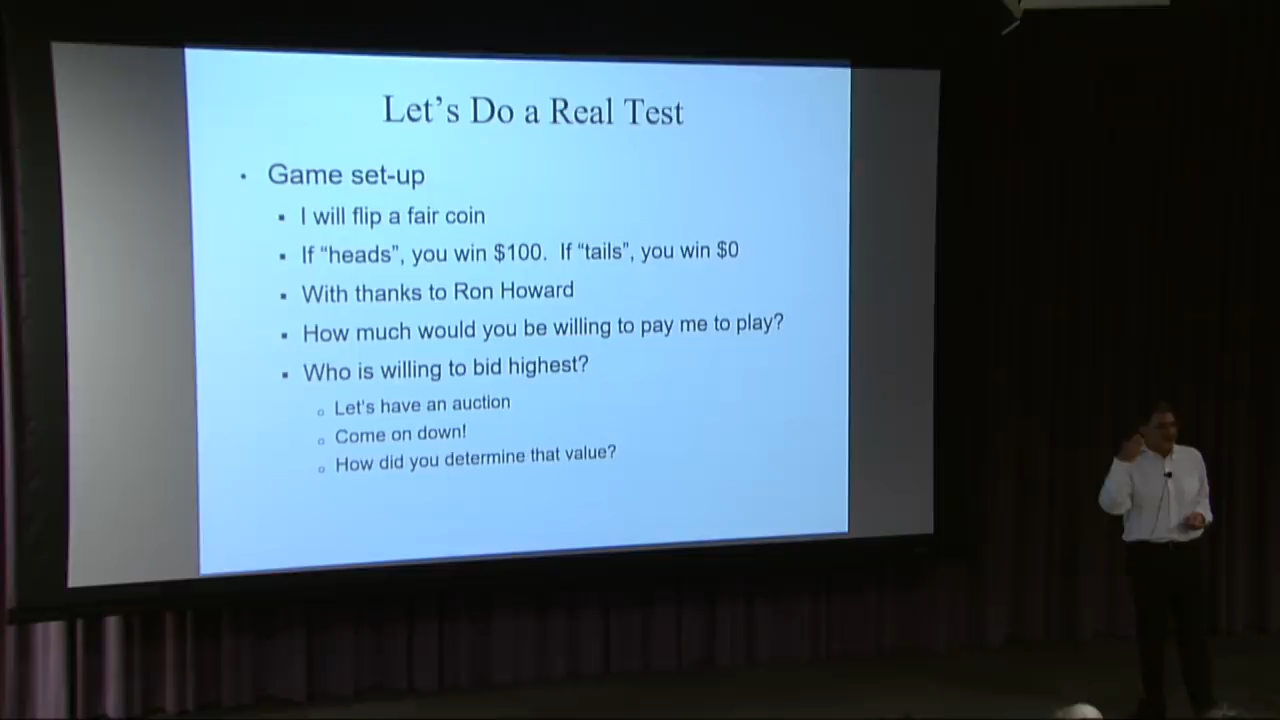 Let's Do a Real Test
• Game set-up
▪ I will flip a fair coin
▪ If “heads”, you win $100. If “tails”, you win $0
▪ With thanks to Ron Howard
▪ How much would you be willing to pay me to play?
▪ Who is willing to bid highest?
o Let's have an auction
o Come on down!
o How did you determine that value?